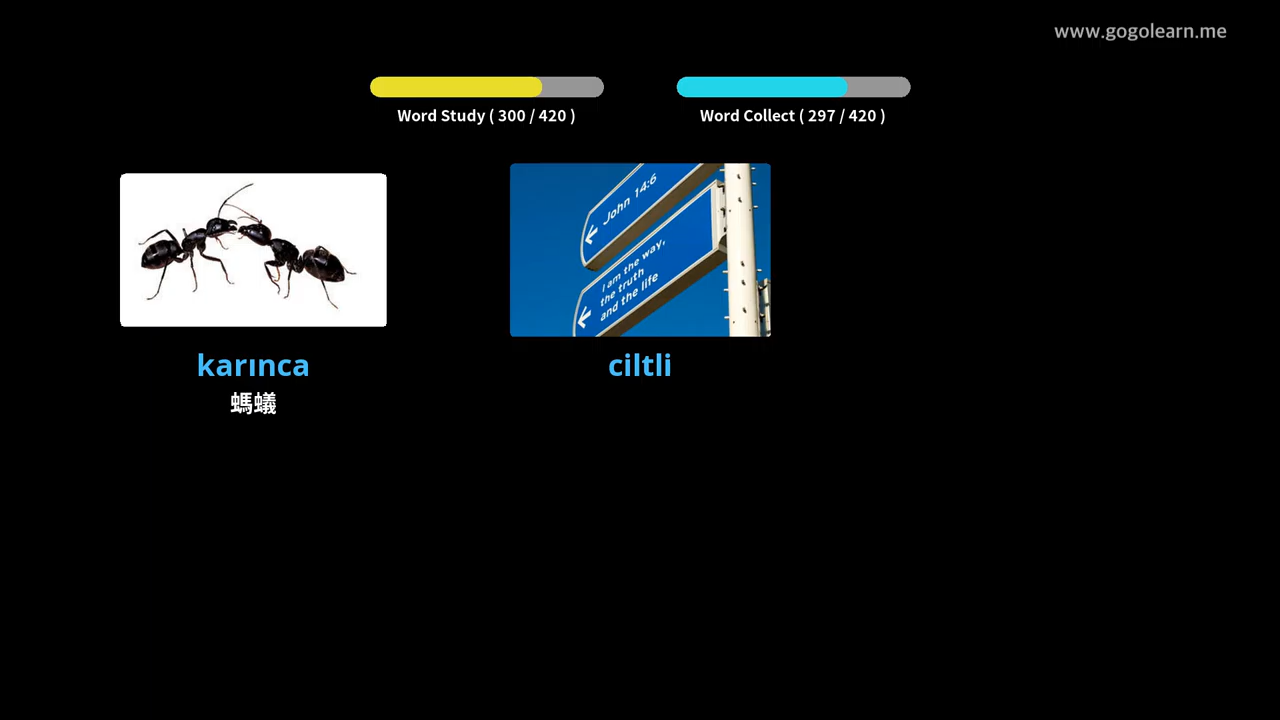 www.gogolearn.me
Word Study ( 300 / 420 )
Word Collect ( 297 / 420 )
John 14:6
I am the way,
the truth
and the life
karınca
ciltli
螞蟻